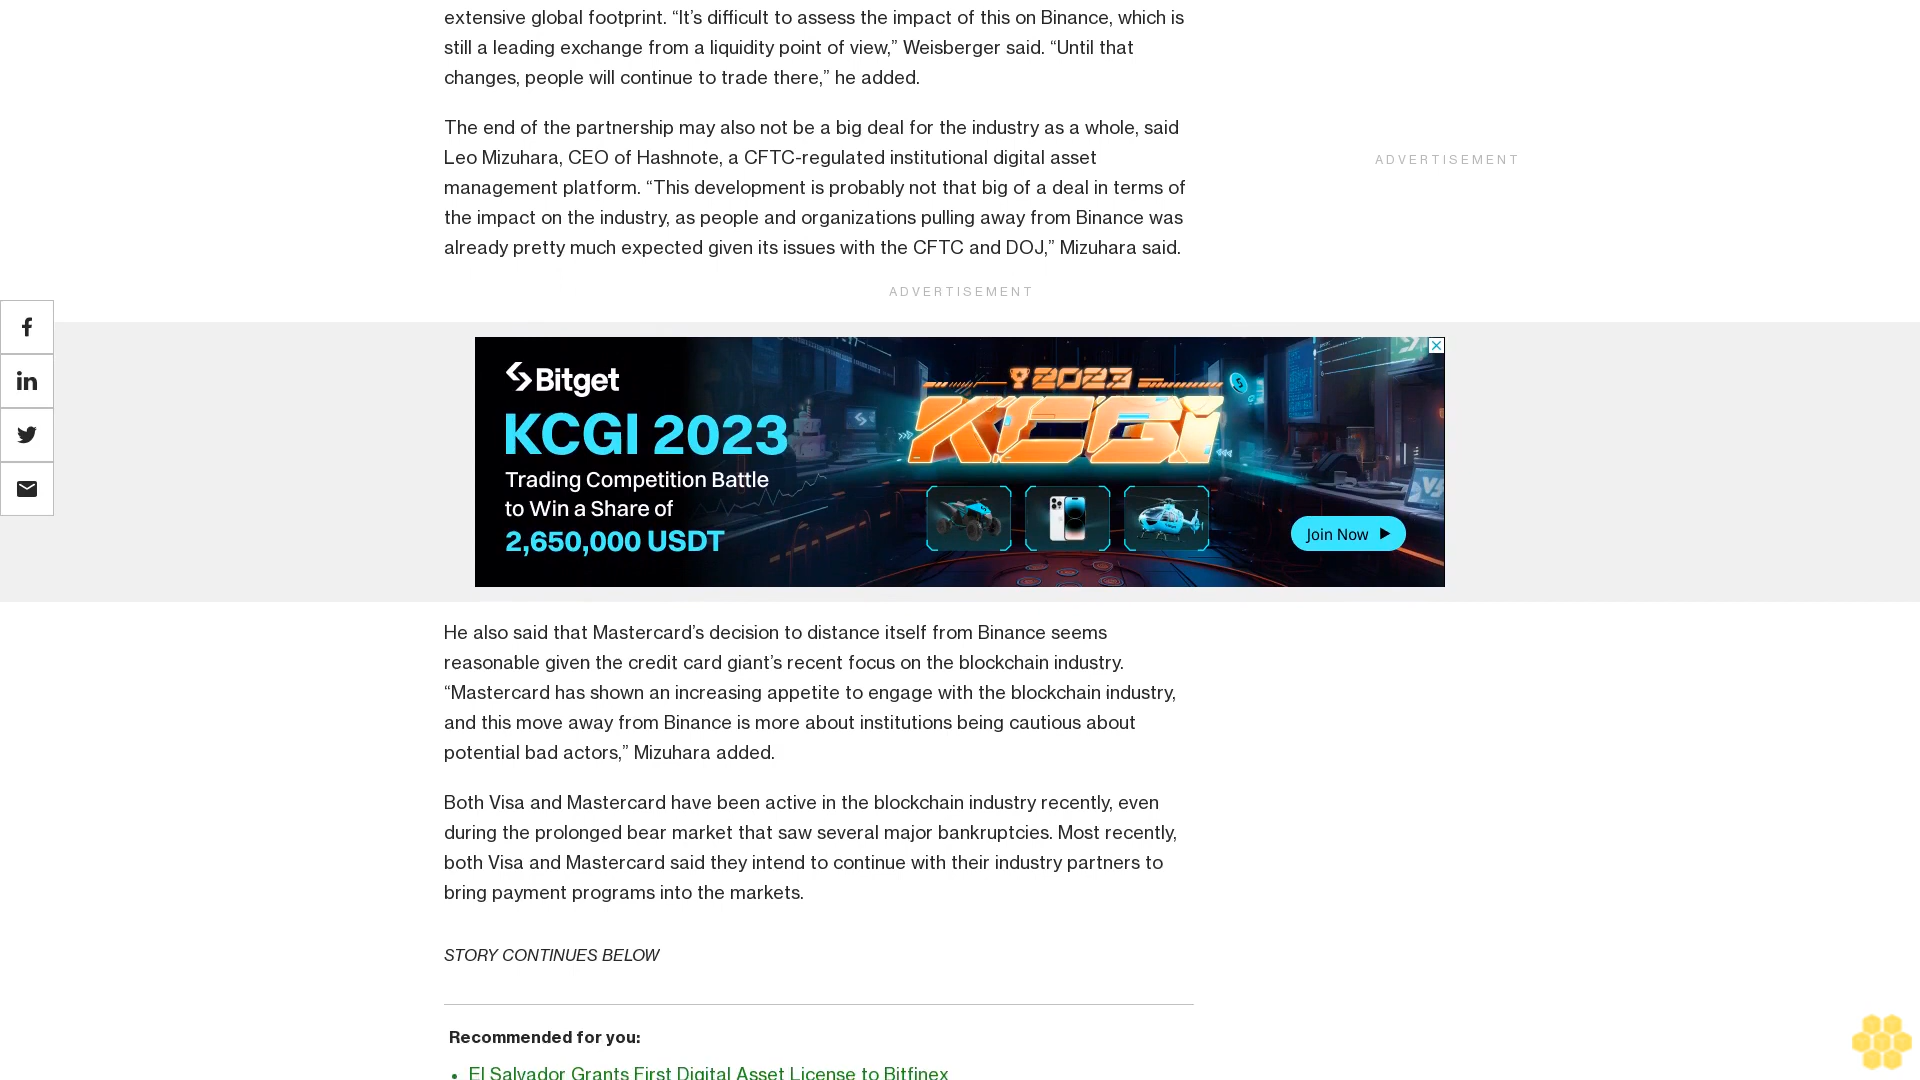 extensive global footprint. “It’s difficult to assess the impact of this on Binance, which is
still a leading exchange from a liquidity point of view,” Weisberger said. “Until that
changes, people will continue to trade there,” he added.
The end of the partnership may also not be a big deal for the industry as a whole, said
Leo Mizuhara, CEO of Hashnote, a CFTC-regulated institutional digital asset
management platform. “This development is probably not that big of a deal in terms of
the impact on the industry, as people and organizations pulling away from Binance was
already pretty much expected given its issues with the CFTC and DOJ,” Mizuhara said.
ADVERTISEMENT
ADVERTISEMENT
Bitget
KCGI 2023
Trading Competition Battle
to Win a Share of
2,650,000 USDT
2023
KCGI
VS
Join Now
He also said that Mastercard’s decision to distance itself from Binance seems
reasonable given the credit card giant’s recent focus on the blockchain industry.
“Mastercard has shown an increasing appetite to engage with the blockchain industry,
and this move away from Binance is more about institutions being cautious about
potential bad actors,” Mizuhara added.
Both Visa and Mastercard have been active in the blockchain industry recently, even
during the prolonged bear market that saw several major bankruptcies. Most recently,
both Visa and Mastercard said they intend to continue with their industry partners to
bring payment programs into the markets.
STORY CONTINUES BELOW
Recommended for you:
• El Salvador Grants First Digital Asset License to Bitfinex